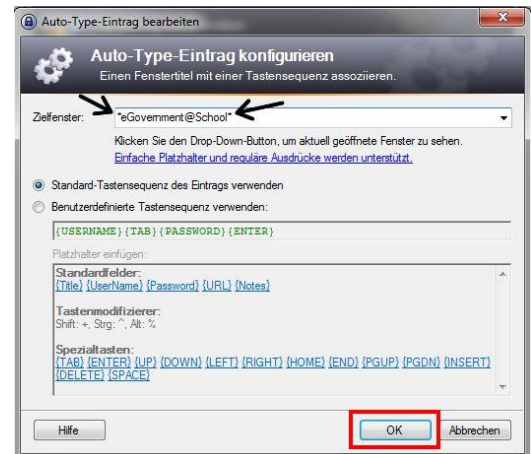 Auto-Type-Eintrag bearbeiten
Auto-Type-Eintrag konfigurieren
Einen Fenstertitel mit einer Tastensequenz assoziieren.
Zielfenster: *eGovernment@School*
Klicken Sie den Drop-Down-Button, um aktuell geöffnete Fenster zu sehen.
Einfache Platzhalter und reguläre Ausdrücke werden unterstützt.
Standard-Tastensequenz des Eintrags verwenden
Benutzerdefinierte Tastensequenz verwenden:
{USERNAME}{TAB}{PASSWORD}{ENTER}
Platzhalter einfügen:
Standardfelder:
{Title} {UserName} {Password} {URL} {Notes}
Tastenmodifizierer:
Shift: +, Strg: ^, Alt: %
Spezialtasten:
{TAB} {ENTER} {UP} {DOWN} {LEFT} {RIGHT} {HOME} {END} {PGUP} {PGDN} {INSERT}
{DELETE} {SPACE}
Hilfe OK Abbrechen